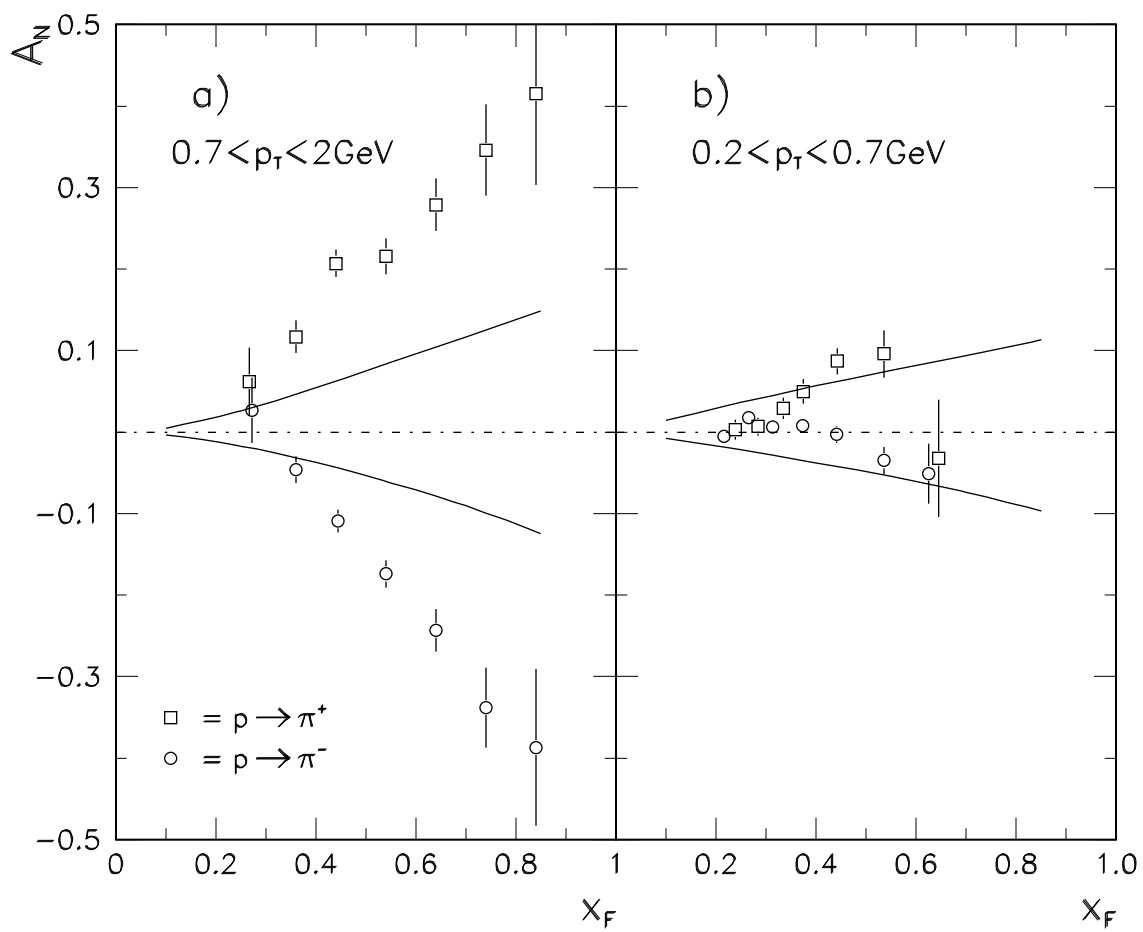 A_N
0.5
0.3
0.1
−0.1
−0.3
−0.5
a)
0.7<p_T<2GeV
□ = p → π⁺
○ = p → π⁻
b)
0.2<p_T<0.7GeV
0 0.2 0.4 0.6 0.8 1 0.2 0.4 0.6 0.8 1.0
x_F x_F